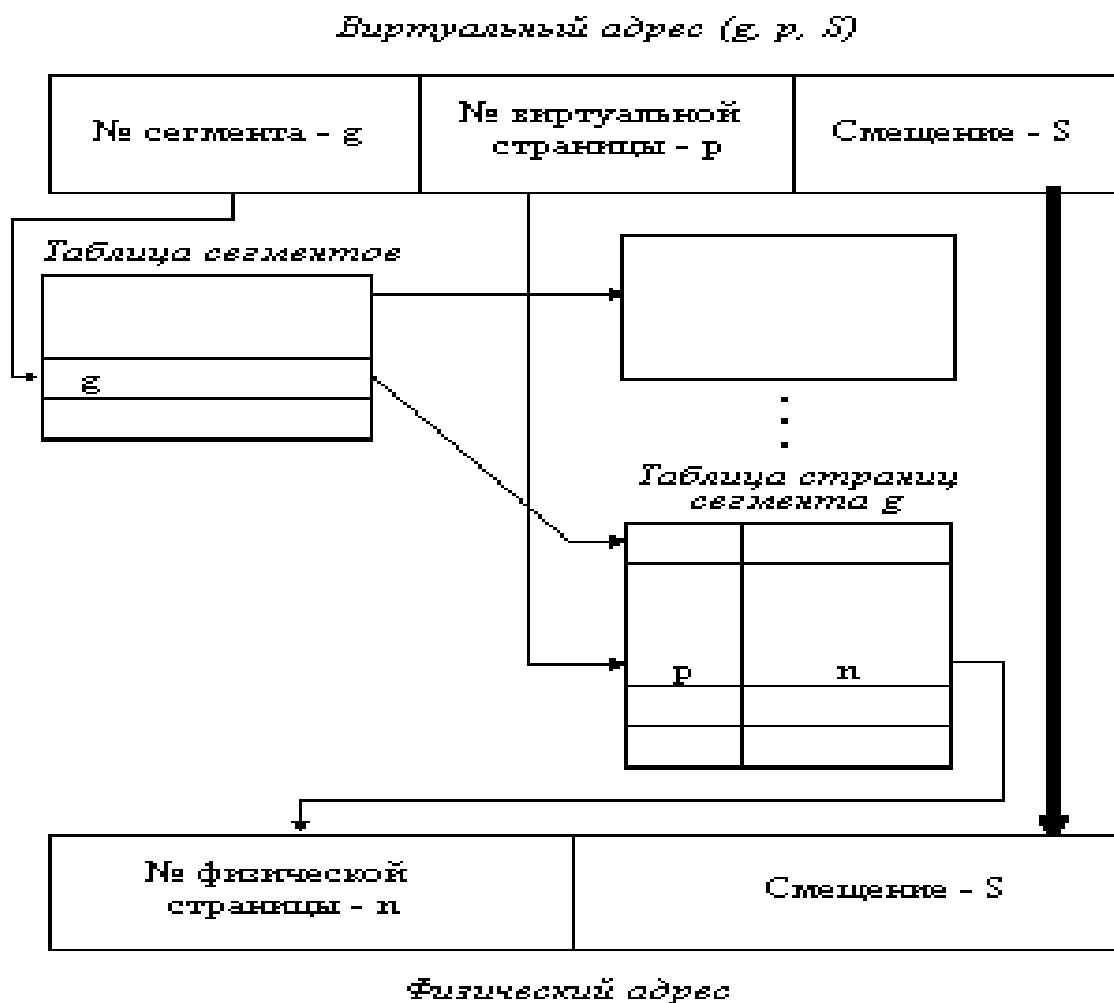 Виртуальный адрес (g, p, S)
№ сегмента - g
№ виртуальной
страницы - p
Смещение - S
Таблица сегментов
g
Таблица страниц
сегмента g
p
n
№ физической
страницы - n
Смещение - S
Физический адрес